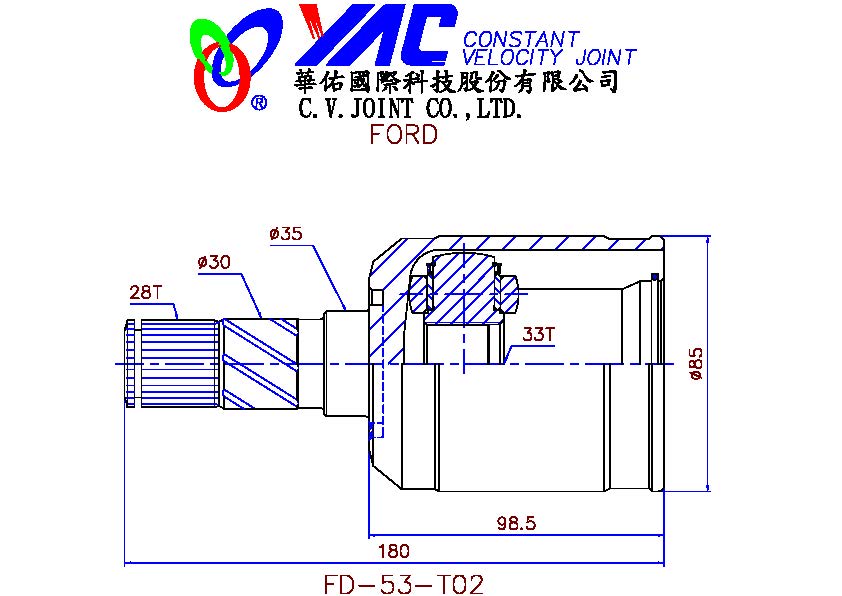 YAC CONSTANT
VELOCITY JOINT
®
華佑國際科技股份有限公司
C.V.JOINT CO.,LTD.
FORD
ø35
ø30
28T
33T
ø85
98.5
180
FD-53-T02